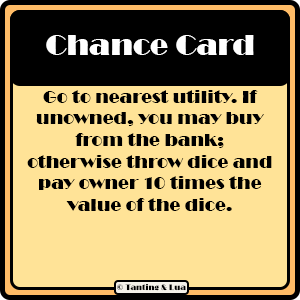 Chance Card
Go to nearest utility. If
unowned, you may buy
from the bank;
otherwise throw dice and
pay owner 10 times the
value of the dice.
© Tanting & Lua